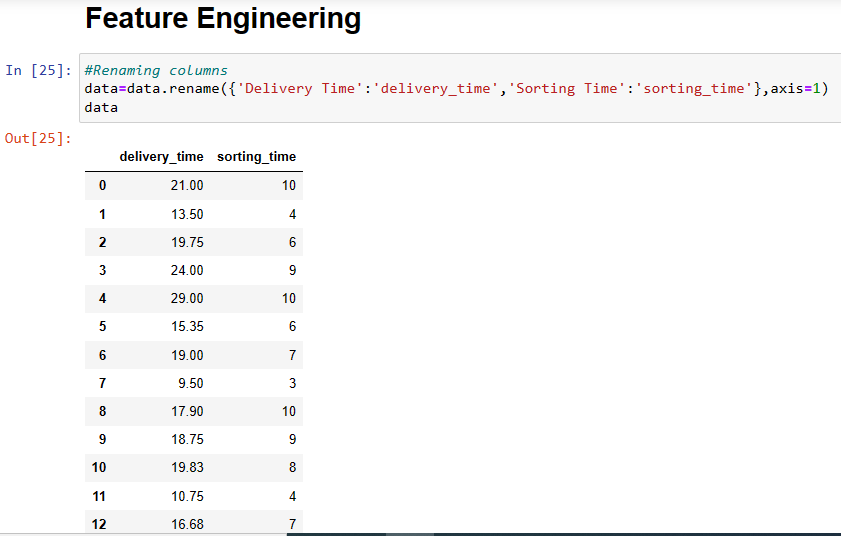 Feature Engineering
In [25]: #Renaming columns
data=data.rename({'Delivery Time':'delivery_time','Sorting Time':'sorting_time'},axis=1)
data
Out[25]:
delivery_time sorting_time
0 21.00 10
1 13.50 4
2 19.75 6
3 24.00 9
4 29.00 10
5 15.35 6
6 19.00 7
7 9.50 3
8 17.90 10
9 18.75 9
10 19.83 8
11 10.75 4
12 16.68 7